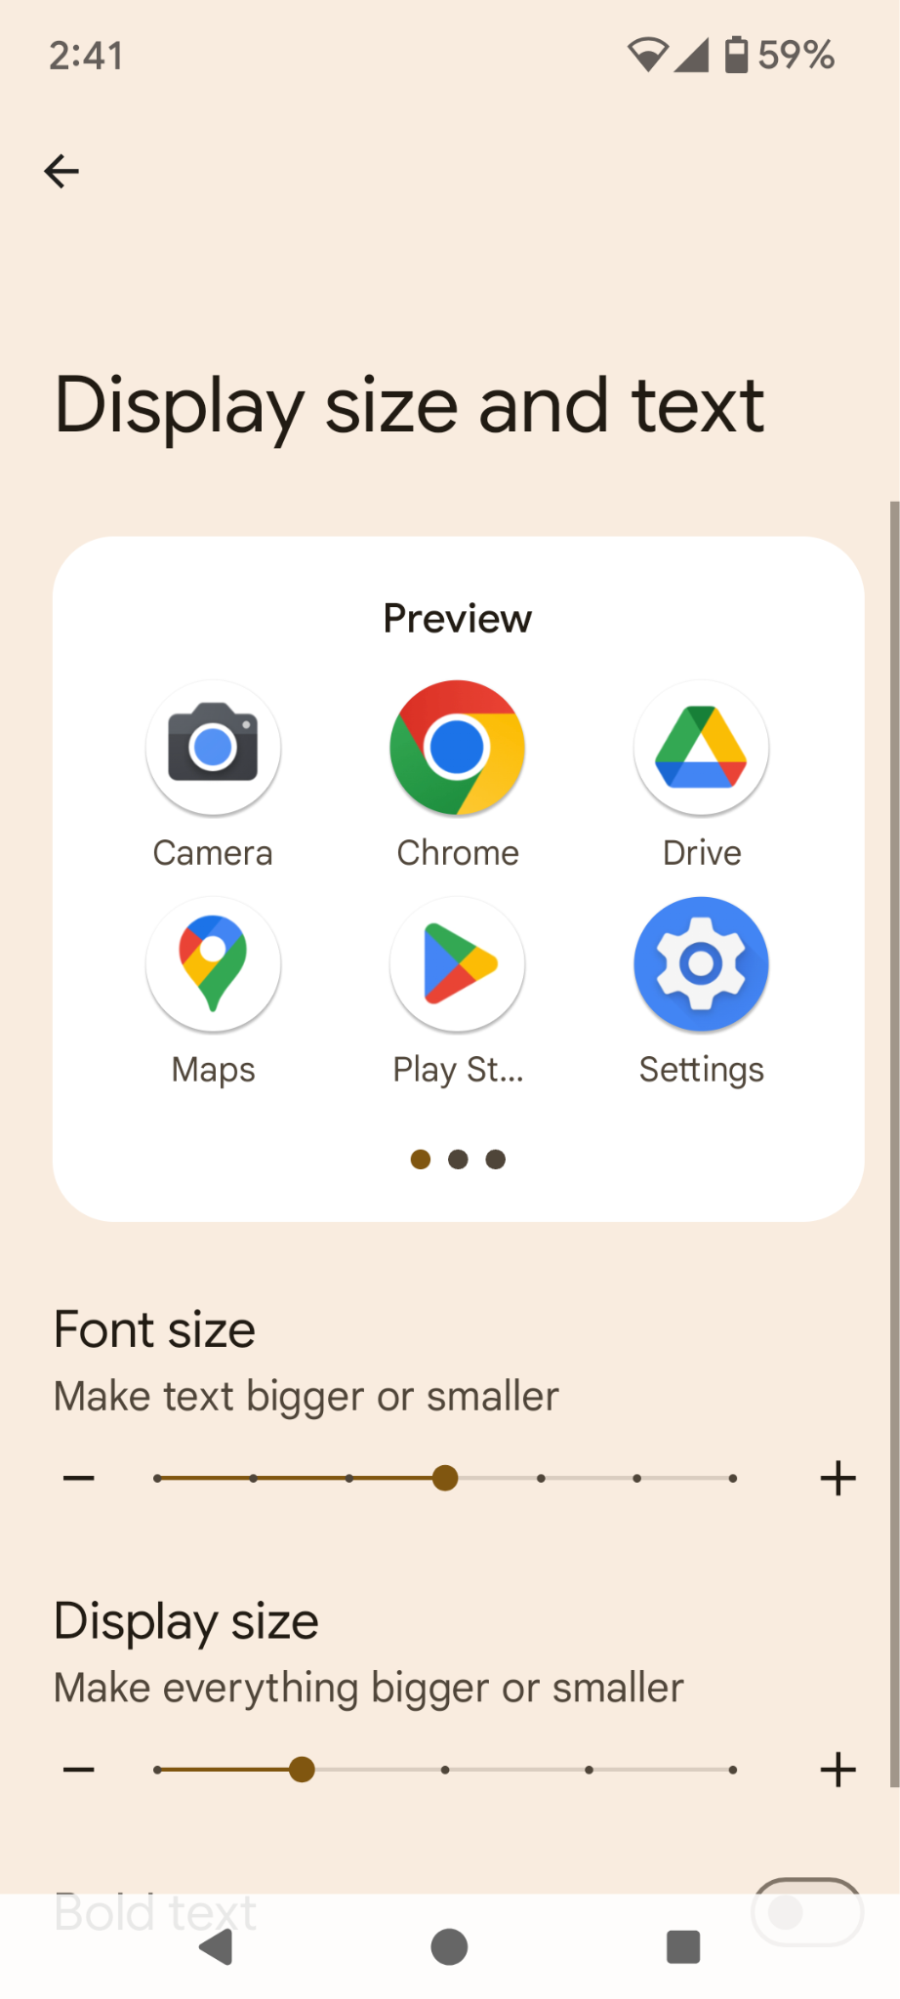 2:41
59%
Display size and text
Preview
Camera Chrome Drive
Maps Play St... Settings
Font size
Make text bigger or smaller
Display size
Make everything bigger or smaller
Bold text